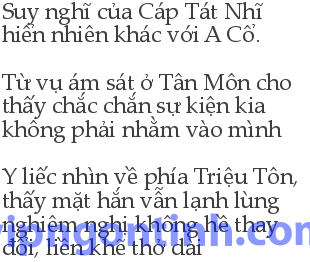 Suy nghĩ của Cáp Tát Nhĩ
hiển nhiên khác với A Cổ.
Từ vụ ám sát ở Tân Môn cho
thấy chắc chắn sự kiện kia
không phải nhằm vào mình
Y liếc nhìn về phía Triệu Tôn,
thấy mặt hắn vẫn lạnh lùng
nghiêm nghị không hề thay
đổi, liền khẽ thở dài
vipngontinh.com